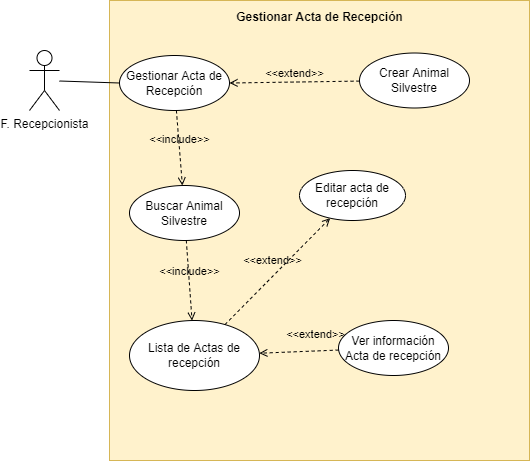 Gestionar Acta de Recepción
Gestionar Acta de
Recepción
<<extend>>
Crear Animal
Silvestre
F. Recepcionista
<<include>>
Buscar Animal
Silvestre
Editar acta de
recepción
<<include>>
<<extend>>
Lista de Actas de
recepción
<<extend>>
Ver información
Acta de recepción